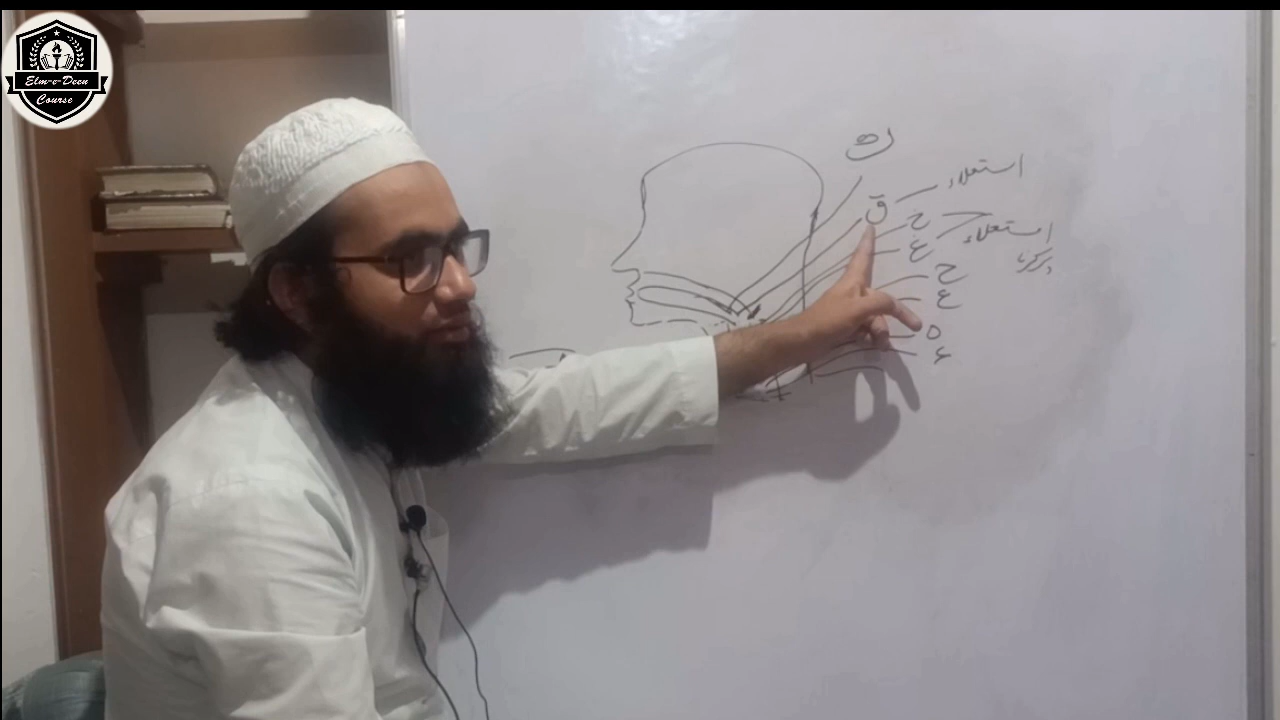 Elm-e-Deen
Course
ق
استعلاء
ح
ع
استعلاء
ح
ع
ه
ء